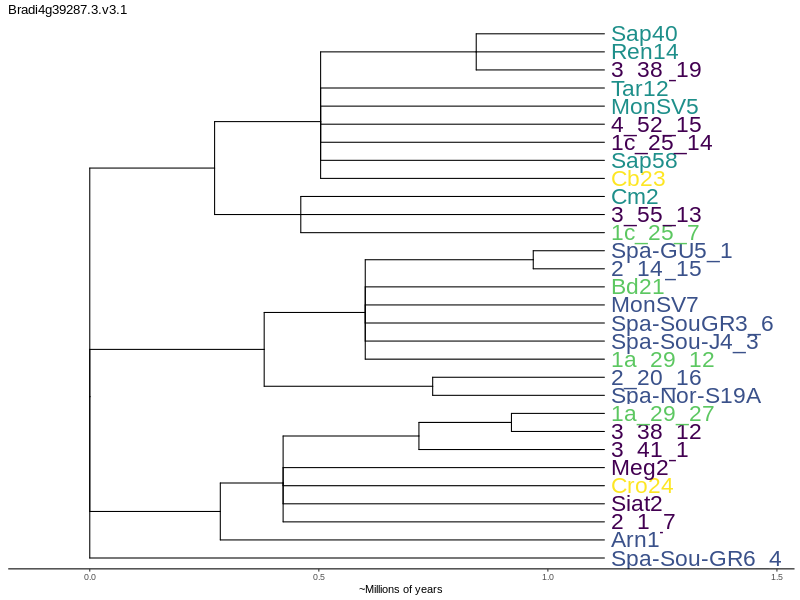 Bradi4g39287.3.v3.1
Sap40
Ren14
3_38_19
Tar12
MonSV5
4_52_15
1c_25_14
Sap58
Cb23
Cm2
3_55_13
1c_25_7
Spa-GU5_1
2_14_15
Bd21
MonSV7
Spa-SouGR3_6
Spa-Sou-J4_3
1a_29_12
2_20_16
Spa-Nor-S19A
1a_29_27
3_38_12
3_41_1
Meg2
Cro24
Siat2
2_1_7
Arn1
Spa-Sou-GR6_4
0.0 0.5 1.0 1.5
~Millions of years